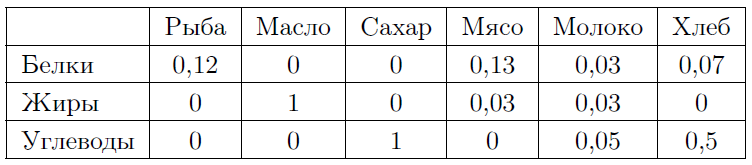 Рыба Масло Сахар Мясо Молоко Хлеб
Белки 0,12 0 0 0,13 0,03 0,07
Жиры 0 1 0 0,03 0,03 0
Углеводы 0 0 1 0 0,05 0,5